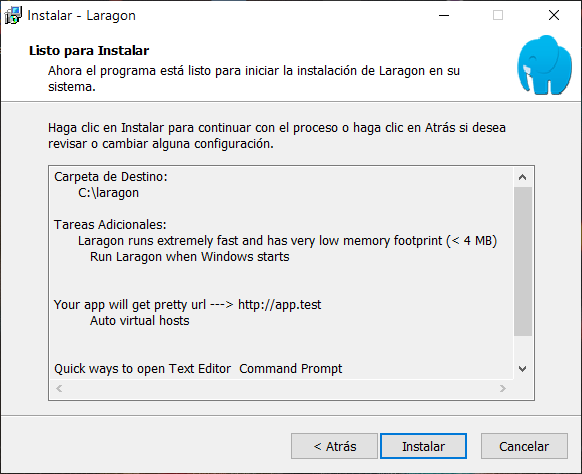 Instalar - Laragon
Listo para Instalar
Ahora el programa está listo para iniciar la instalación de Laragon en su
sistema.
Haga clic en Instalar para continuar con el proceso o haga clic en Atrás si desea
revisar o cambiar alguna configuración.
Carpeta de Destino:
C:\laragon
Tareas Adicionales:
Laragon runs extremely fast and has very low memory footprint (< 4 MB)
Run Laragon when Windows starts
Your app will get pretty url ---> http://app.test
Auto virtual hosts
Quick ways to open Text Editor  Command Prompt
< Atrás
Instalar
Cancelar